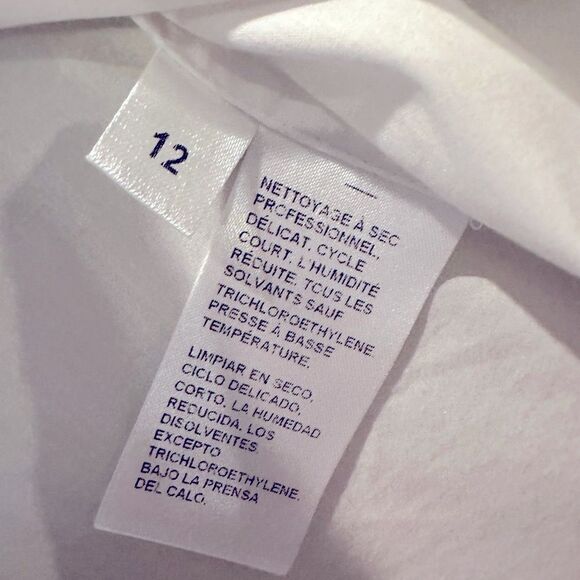 12
NETTOYAGE À SEC
PROFESSIONNEL,
DÉLICAT, CYCLE
COURT, L'HUMIDITÉ
RÉDUITE, TOUS LES
SOLVANTS SAUF
TRICHLOROETHYLENE.
PRESSE À BASSE
TEMPÉRATURE.
LIMPIAR EN SECO,
CICLO DELICADO,
CORTO, LA HUMEDAD
REDUCIDA, LOS
DISOLVENTES
EXCEPTO
TRICHLOROETHYLENE.
BAJO LA PRENSA
DEL CALO.